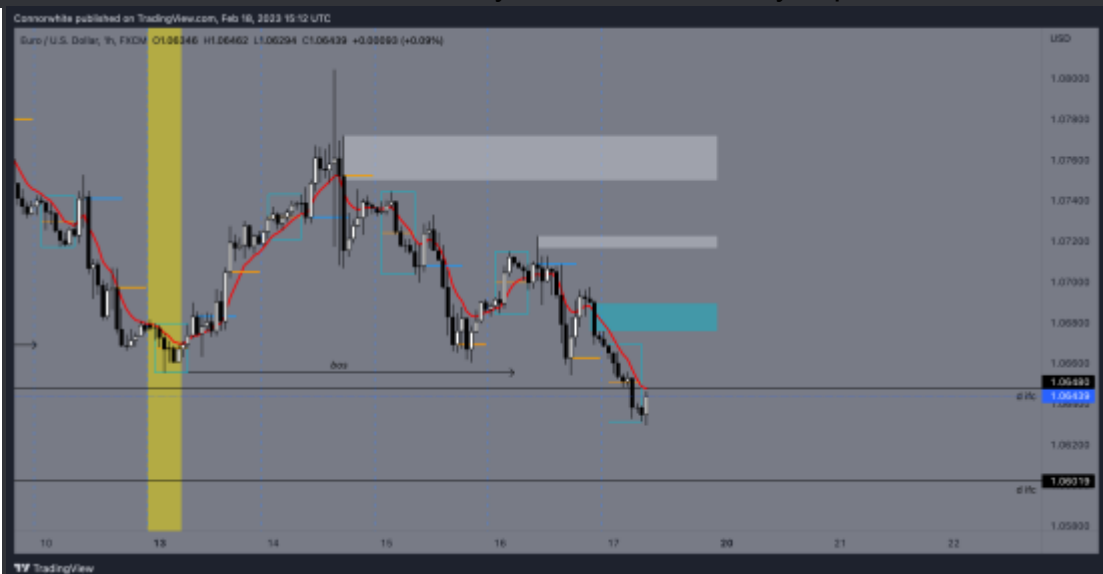 Connorwhite published on TradingView.com, Feb 18, 2023 15:12 UTC
Euro / U.S. Dollar, 1h, FXCM O1.06346 H1.06462 L1.06294 C1.06439 +0.00093 (+0.09%)
USD
1.08000
1.07800
1.07600
1.07400
1.07200
1.07000
1.06800
1.06600
bos
1.06480
d ifc 1.06439
1.06200
1.06019
d ifc
1.05800
10 13 14 15 16 17 20 21 22
TradingView